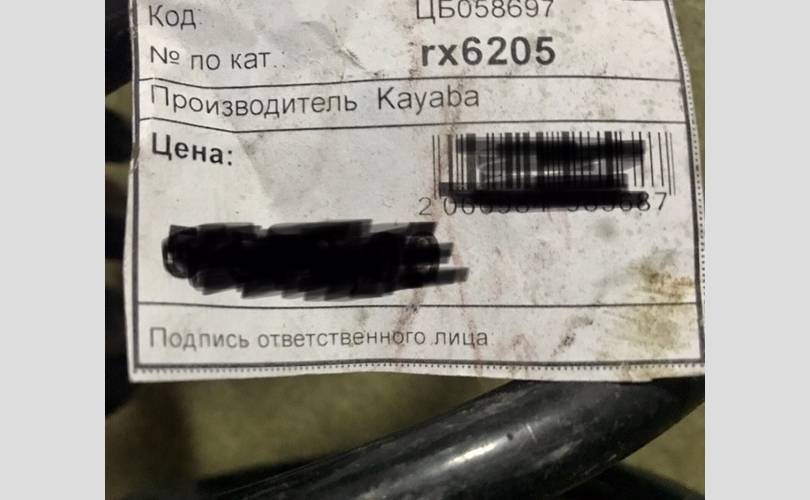 Код:
ЦБ058697
№ по кат.:
rx6205
Производитель Kayaba
Цена:
Подпись ответственного лица